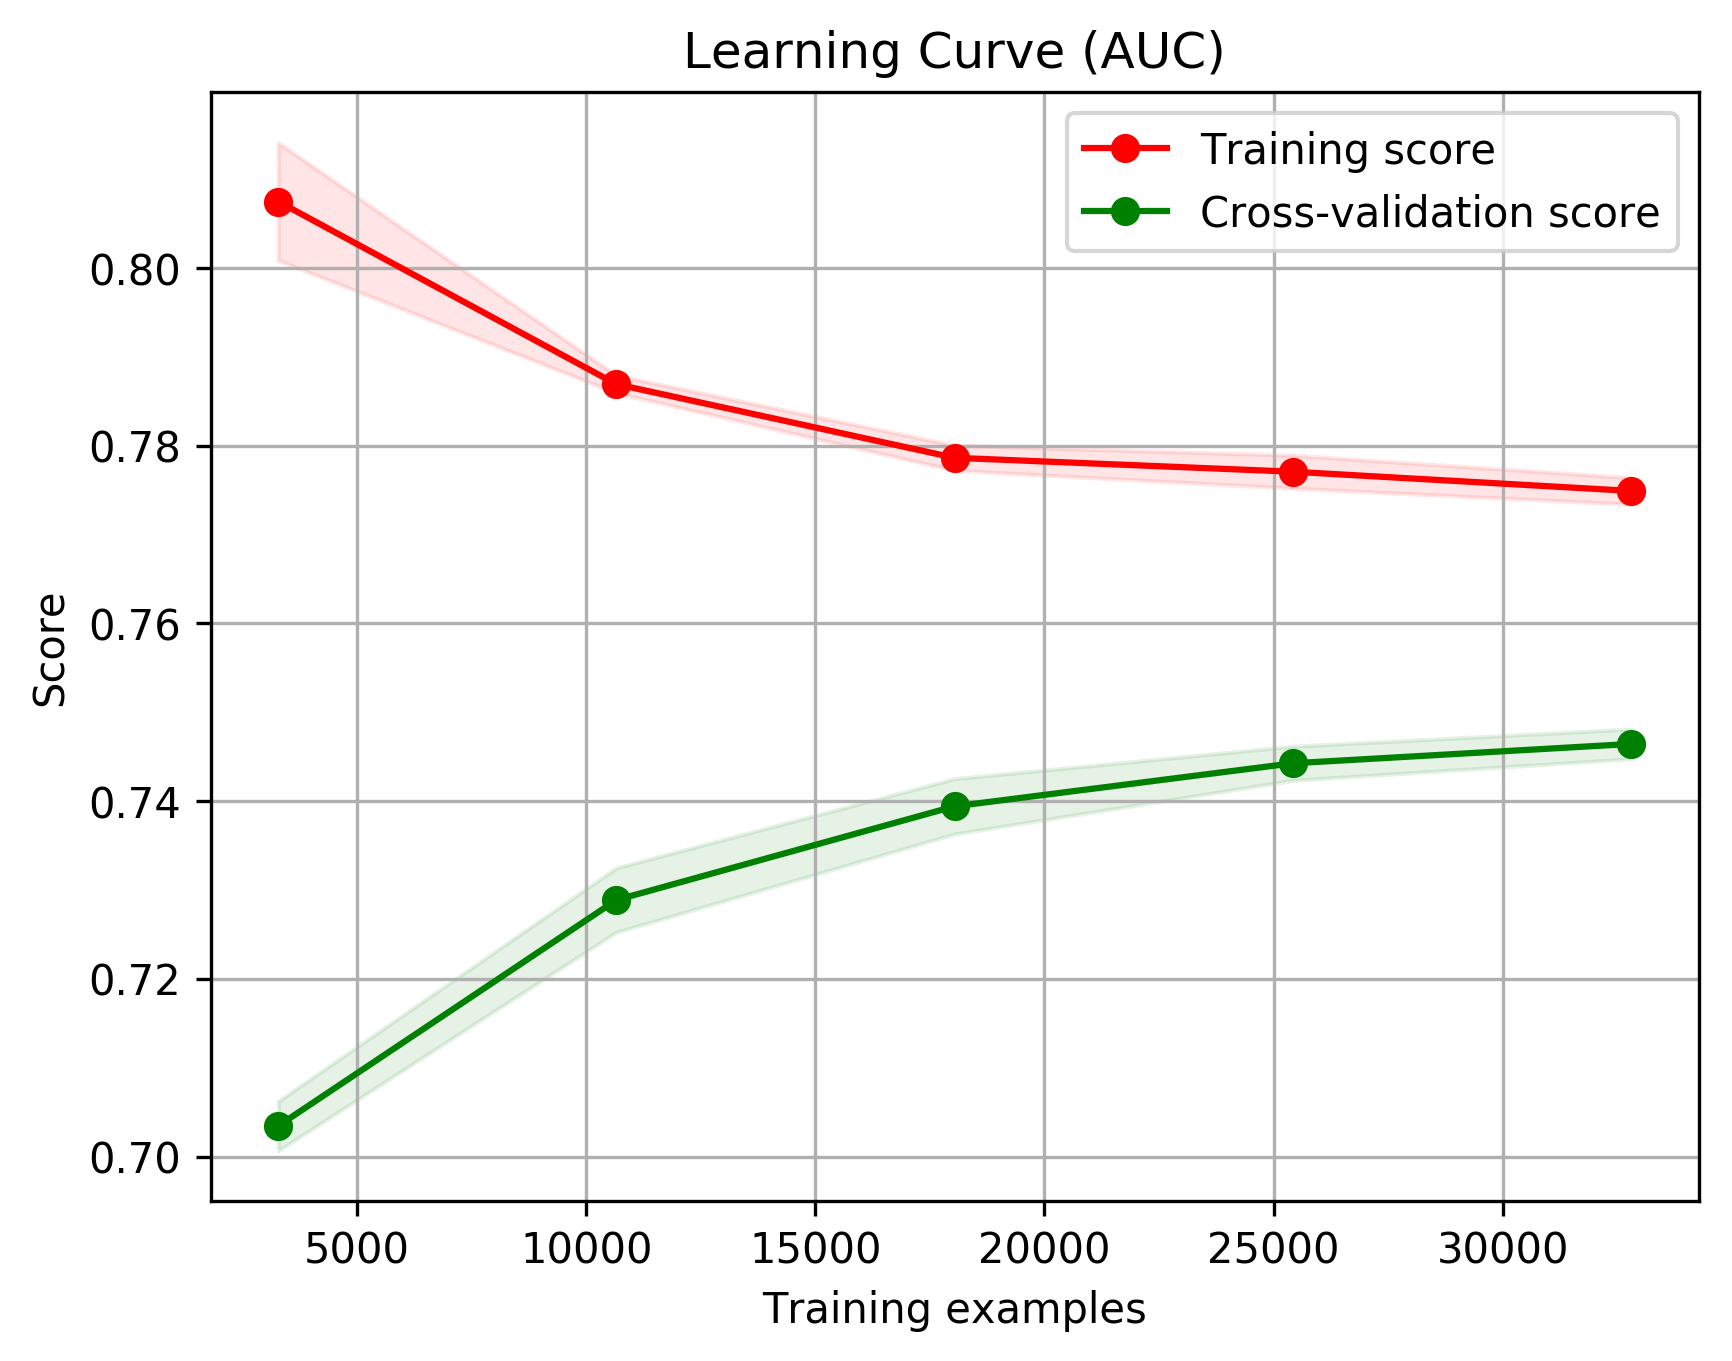 Learning Curve (AUC)
Training score
Cross-validation score
0.80
0.78
0.76
0.74
0.72
0.70
Score
5000 10000 15000 20000 25000 30000
Training examples